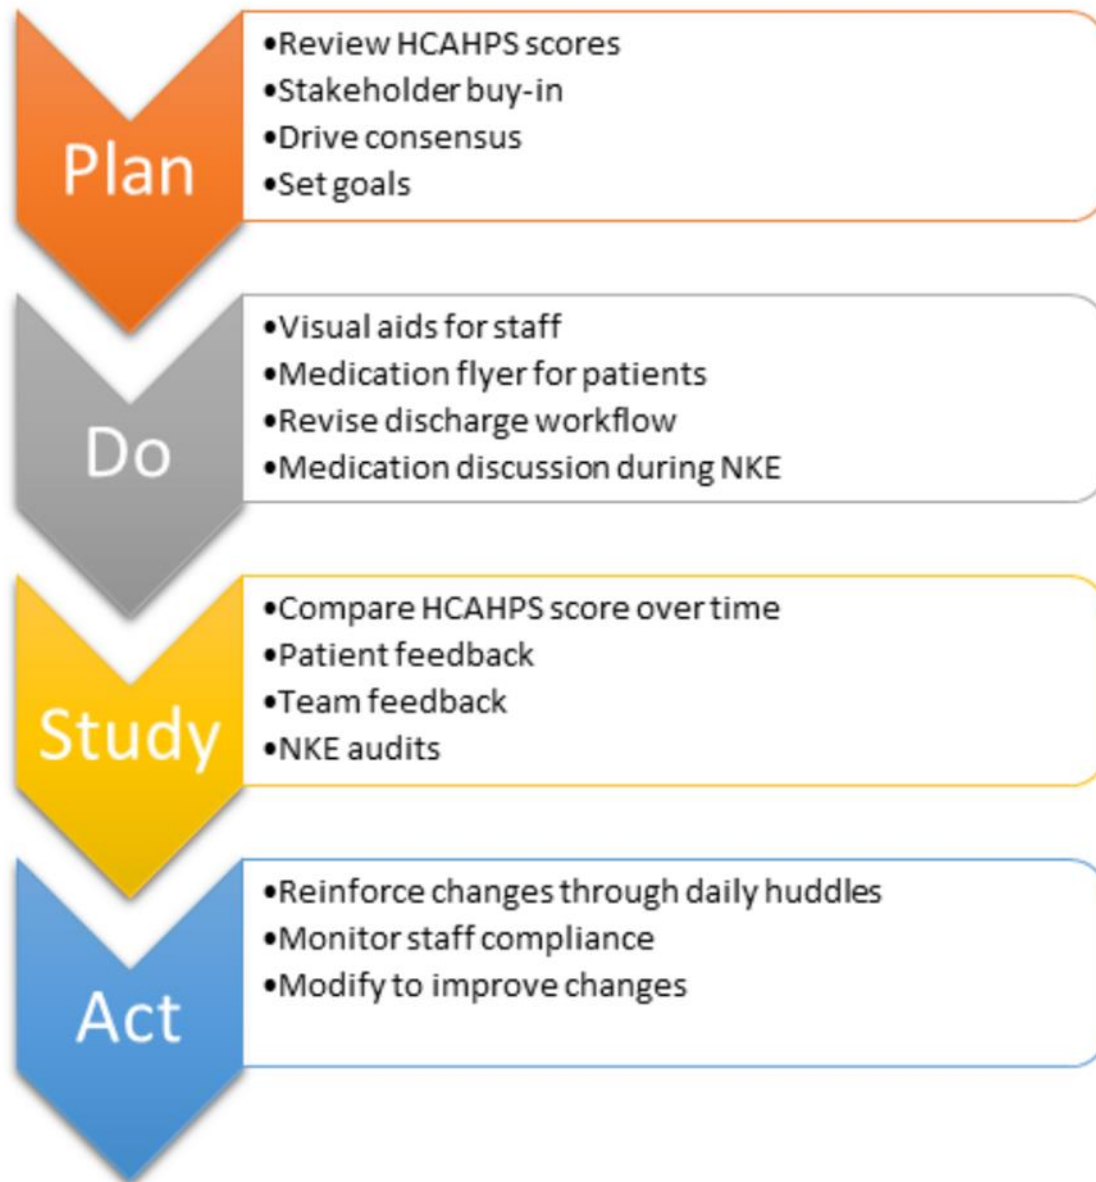 Plan
•Review HCAHPS scores
•Stakeholder buy-in
•Drive consensus
•Set goals
Do
•Visual aids for staff
•Medication flyer for patients
•Revise discharge workflow
•Medication discussion during NKE
Study
•Compare HCAHPS score over time
•Patient feedback
•Team feedback
•NKE audits
Act
•Reinforce changes through daily huddles
•Monitor staff compliance
•Modify to improve changes